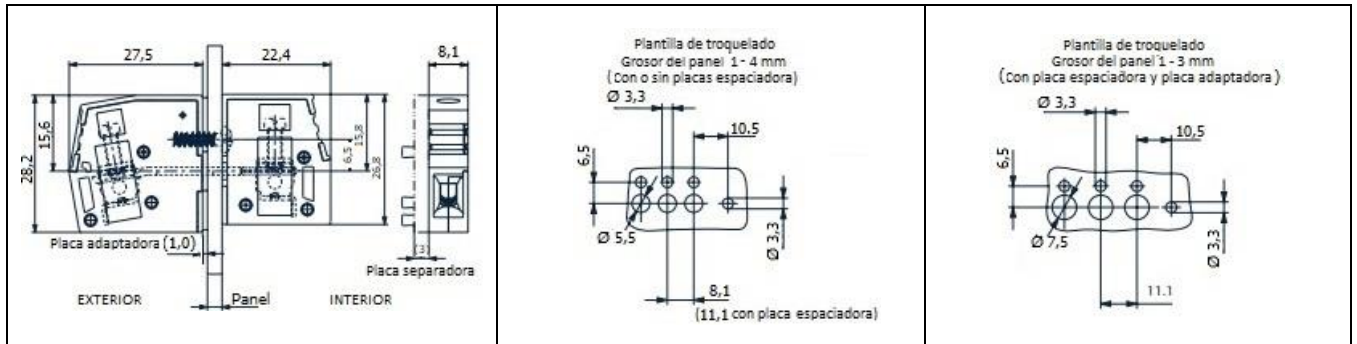 27,5
22,4
8,1
15,6
28,2
6,5
15,8
26,8
Placa adaptadora (1,0)
(3)
Placa separadora
EXTERIOR
Panel
INTERIOR
Plantilla de troquelado
Grosor del panel 1 - 4 mm
(Con o sin placas espaciadora)
Ø 3,3
10.5
6,5
Ø 5,5
Ø 3,3
8,1
(11,1 con placa espaciadora)
Plantilla de troquelado
Grosor del panel 1 - 3 mm
(Con placa espaciadora y placa adaptadora)
Ø 3,3
10,5
6,5
Ø 7,5
Ø 3,3
11.1